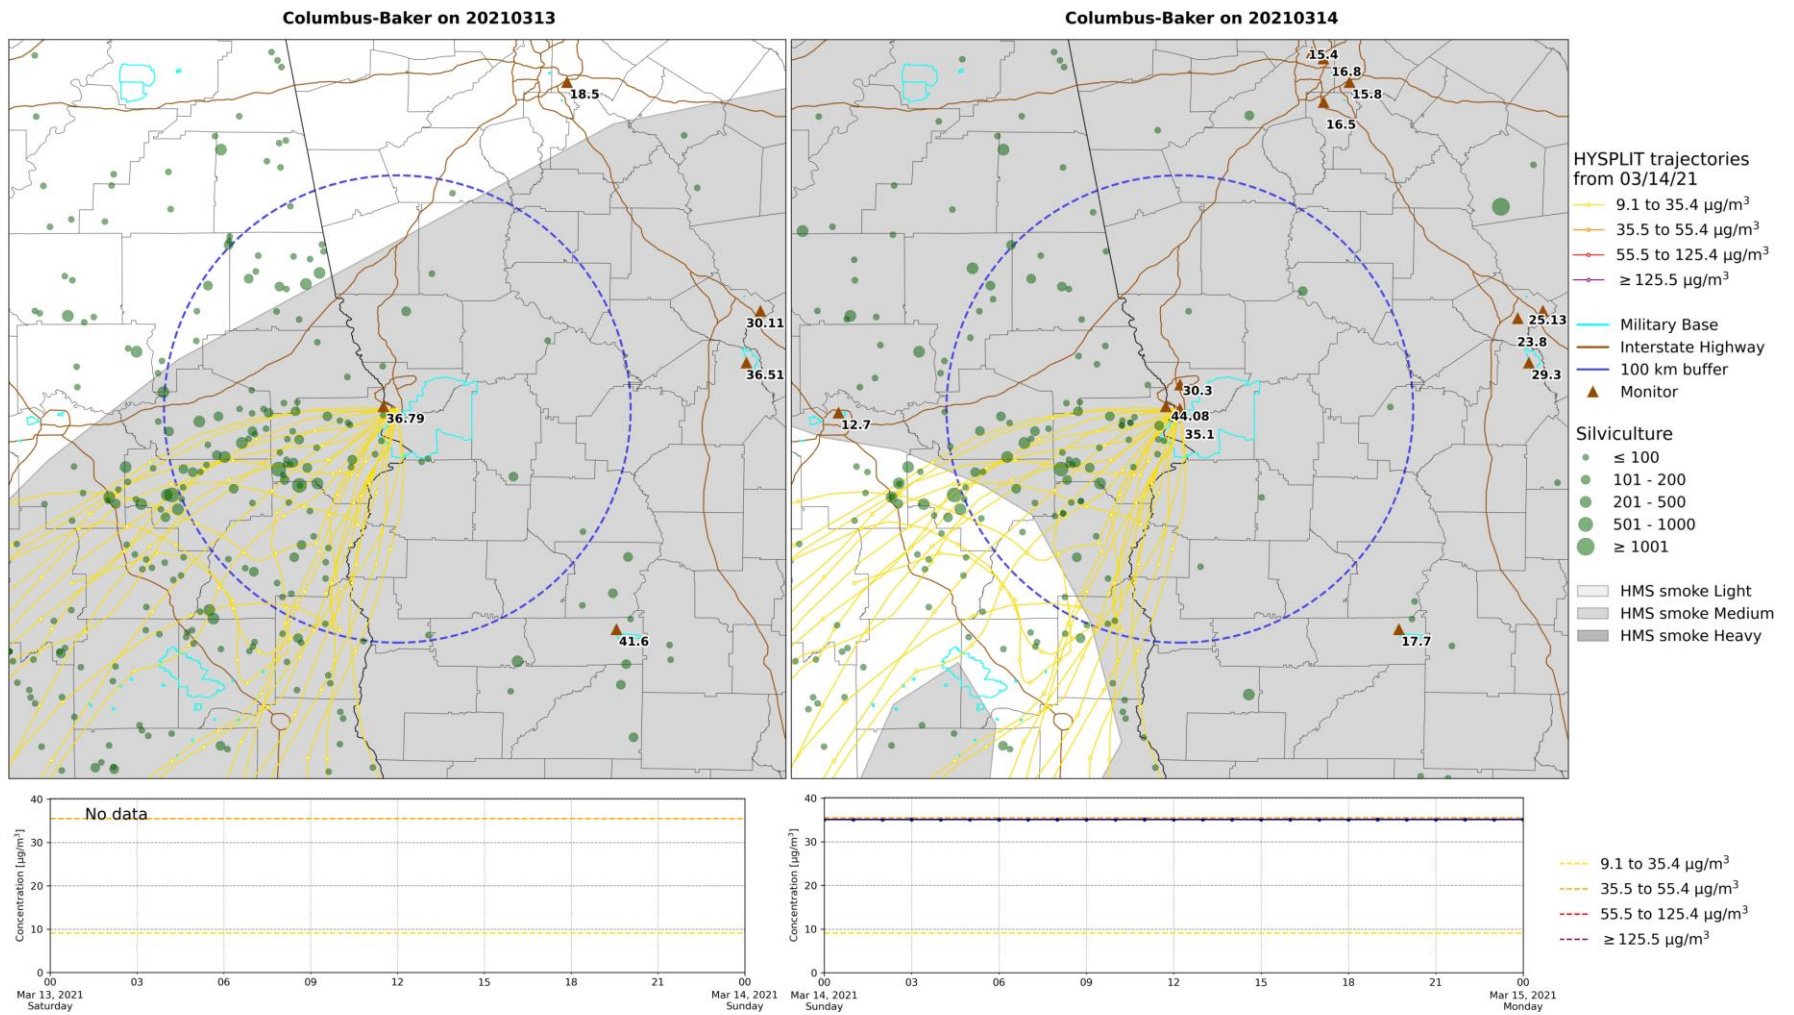 Columbus-Baker on 20210313
18.5
30.11
36.51
36.79
41.6
Columbus-Baker on 20210314
15.4
16.8
15.8
16.5
25.13
23.8
29.3
30.3
44.08
35.1
12.7
17.7
HYSPLIT trajectories
from 03/14/21
9.1 to 35.4 μg/m³
35.5 to 55.4 μg/m³
55.5 to 125.4 μg/m³
≥ 125.5 μg/m³
Military Base
Interstate Highway
100 km buffer
Monitor
Silviculture
≤ 100
101 - 200
201 - 500
501 - 1000
≥ 1001
HMS smoke Light
HMS smoke Medium
HMS smoke Heavy
Concentration [μg/m³]
40
30
20
10
0
No data
00 03 06 09 12 15 18 21 00
Mar 13, 2021 Mar 14, 2021
Saturday Sunday
Concentration [μg/m³]
40
30
20
10
0
00 03 06 09 12 15 18 21 00
Mar 14, 2021 Mar 15, 2021
Sunday Monday
9.1 to 35.4 μg/m³
35.5 to 55.4 μg/m³
55.5 to 125.4 μg/m³
≥ 125.5 μg/m³